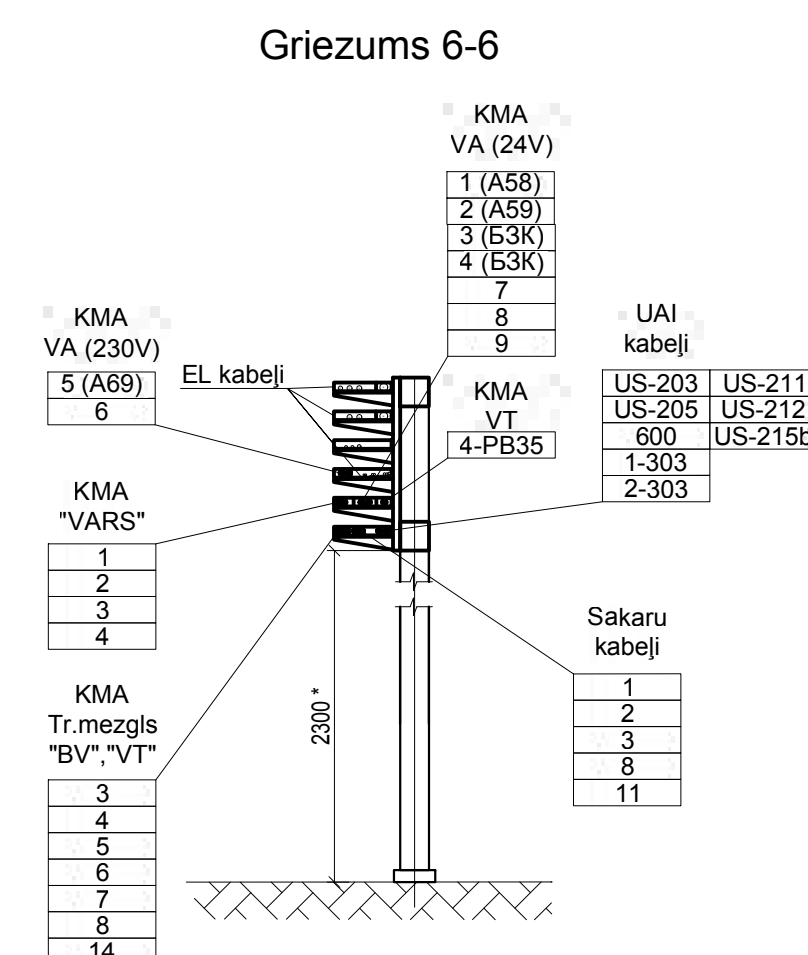 Griezums 6-6
KMA
VA (24V)
1 (A58)
2 (A59)
3 (БЗК)
4 (БЗК)
7
8
9
KMA
VA (230V)
5 (A69)
6
EL kabeļi
KMA
VT
4-PB35
UAI
kabeļi
US-203 US-211
US-205 US-212
600 US-215b
1-303
2-303
KMA
"VARS"
1
2
3
4
KMA
Tr.mezgls
"BV","VT"
3
4
5
6
7
8
14
2300 *
Sakaru
kabeļi
1
2
3
8
11